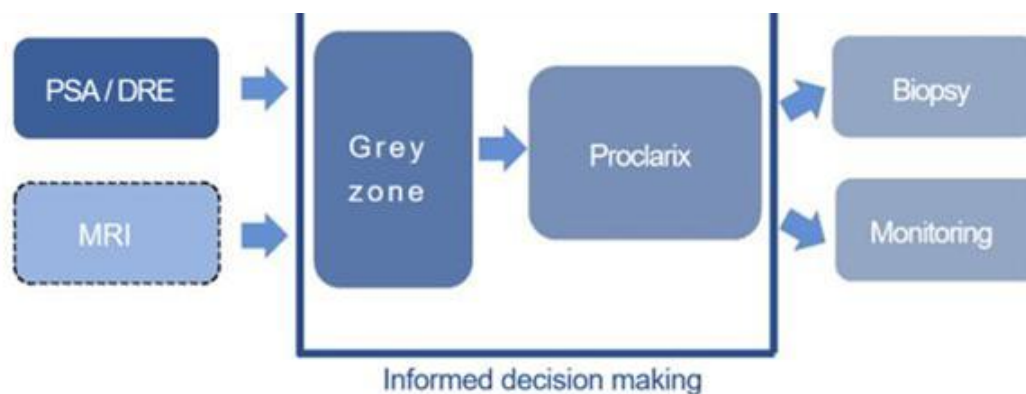 PSA / DRE
MRI
Grey
zone
Proclarix
Biopsy
Monitoring
Informed decision making